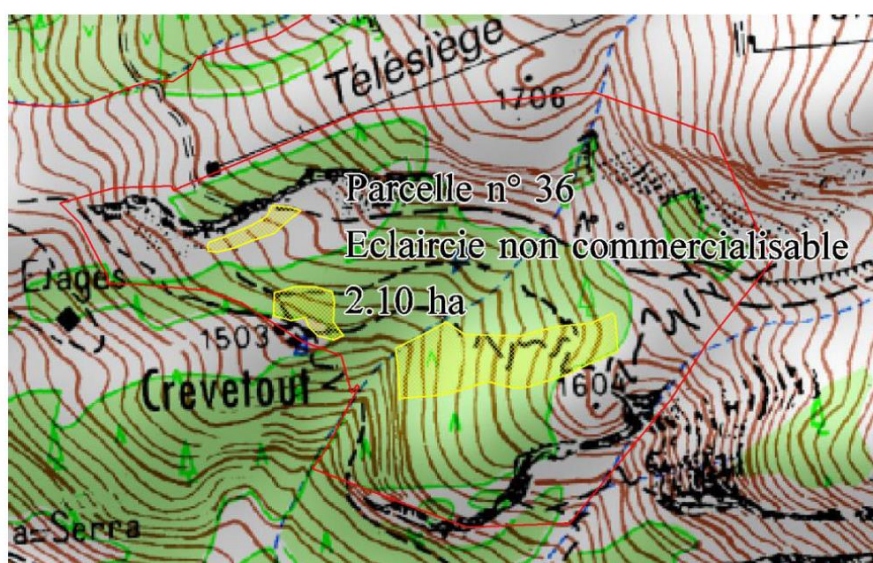 Télésiège
1706
Parcelle n° 36
Eclaircie non commercialisable
2.10 ha
1503
Crevetout
1604
a=Serra